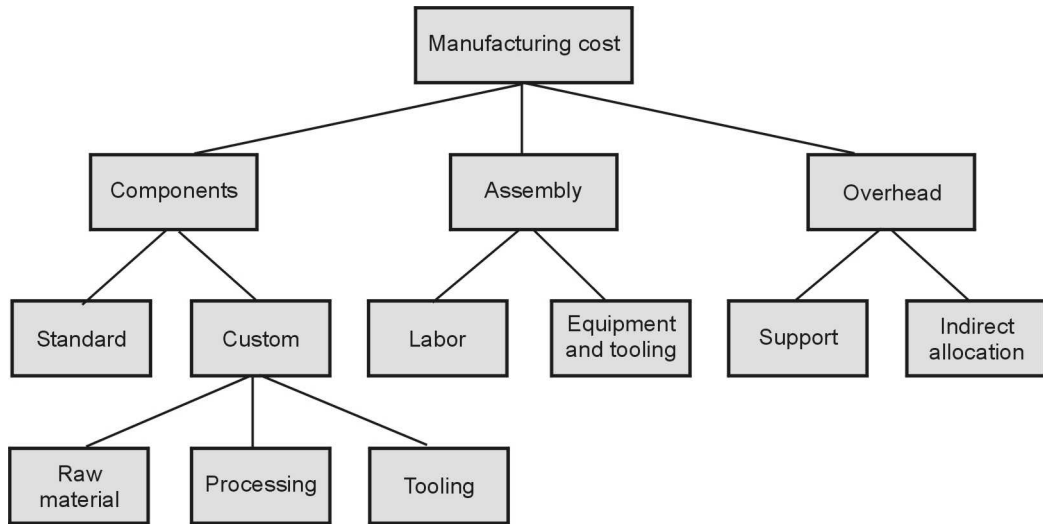 Manufacturing cost
Components
Assembly
Overhead
Standard
Custom
Labor
Equipment
and tooling
Support
Indirect
allocation
Raw
material
Processing
Tooling